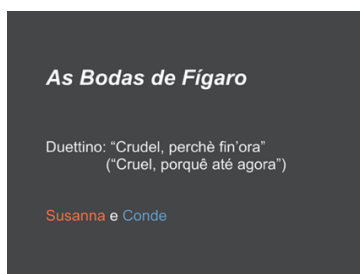 As Bodas de Fígaro
Duettino: “Crudel, perchè fin’ora”
(“Cruel, porquê até agora”)
Susanna e Conde